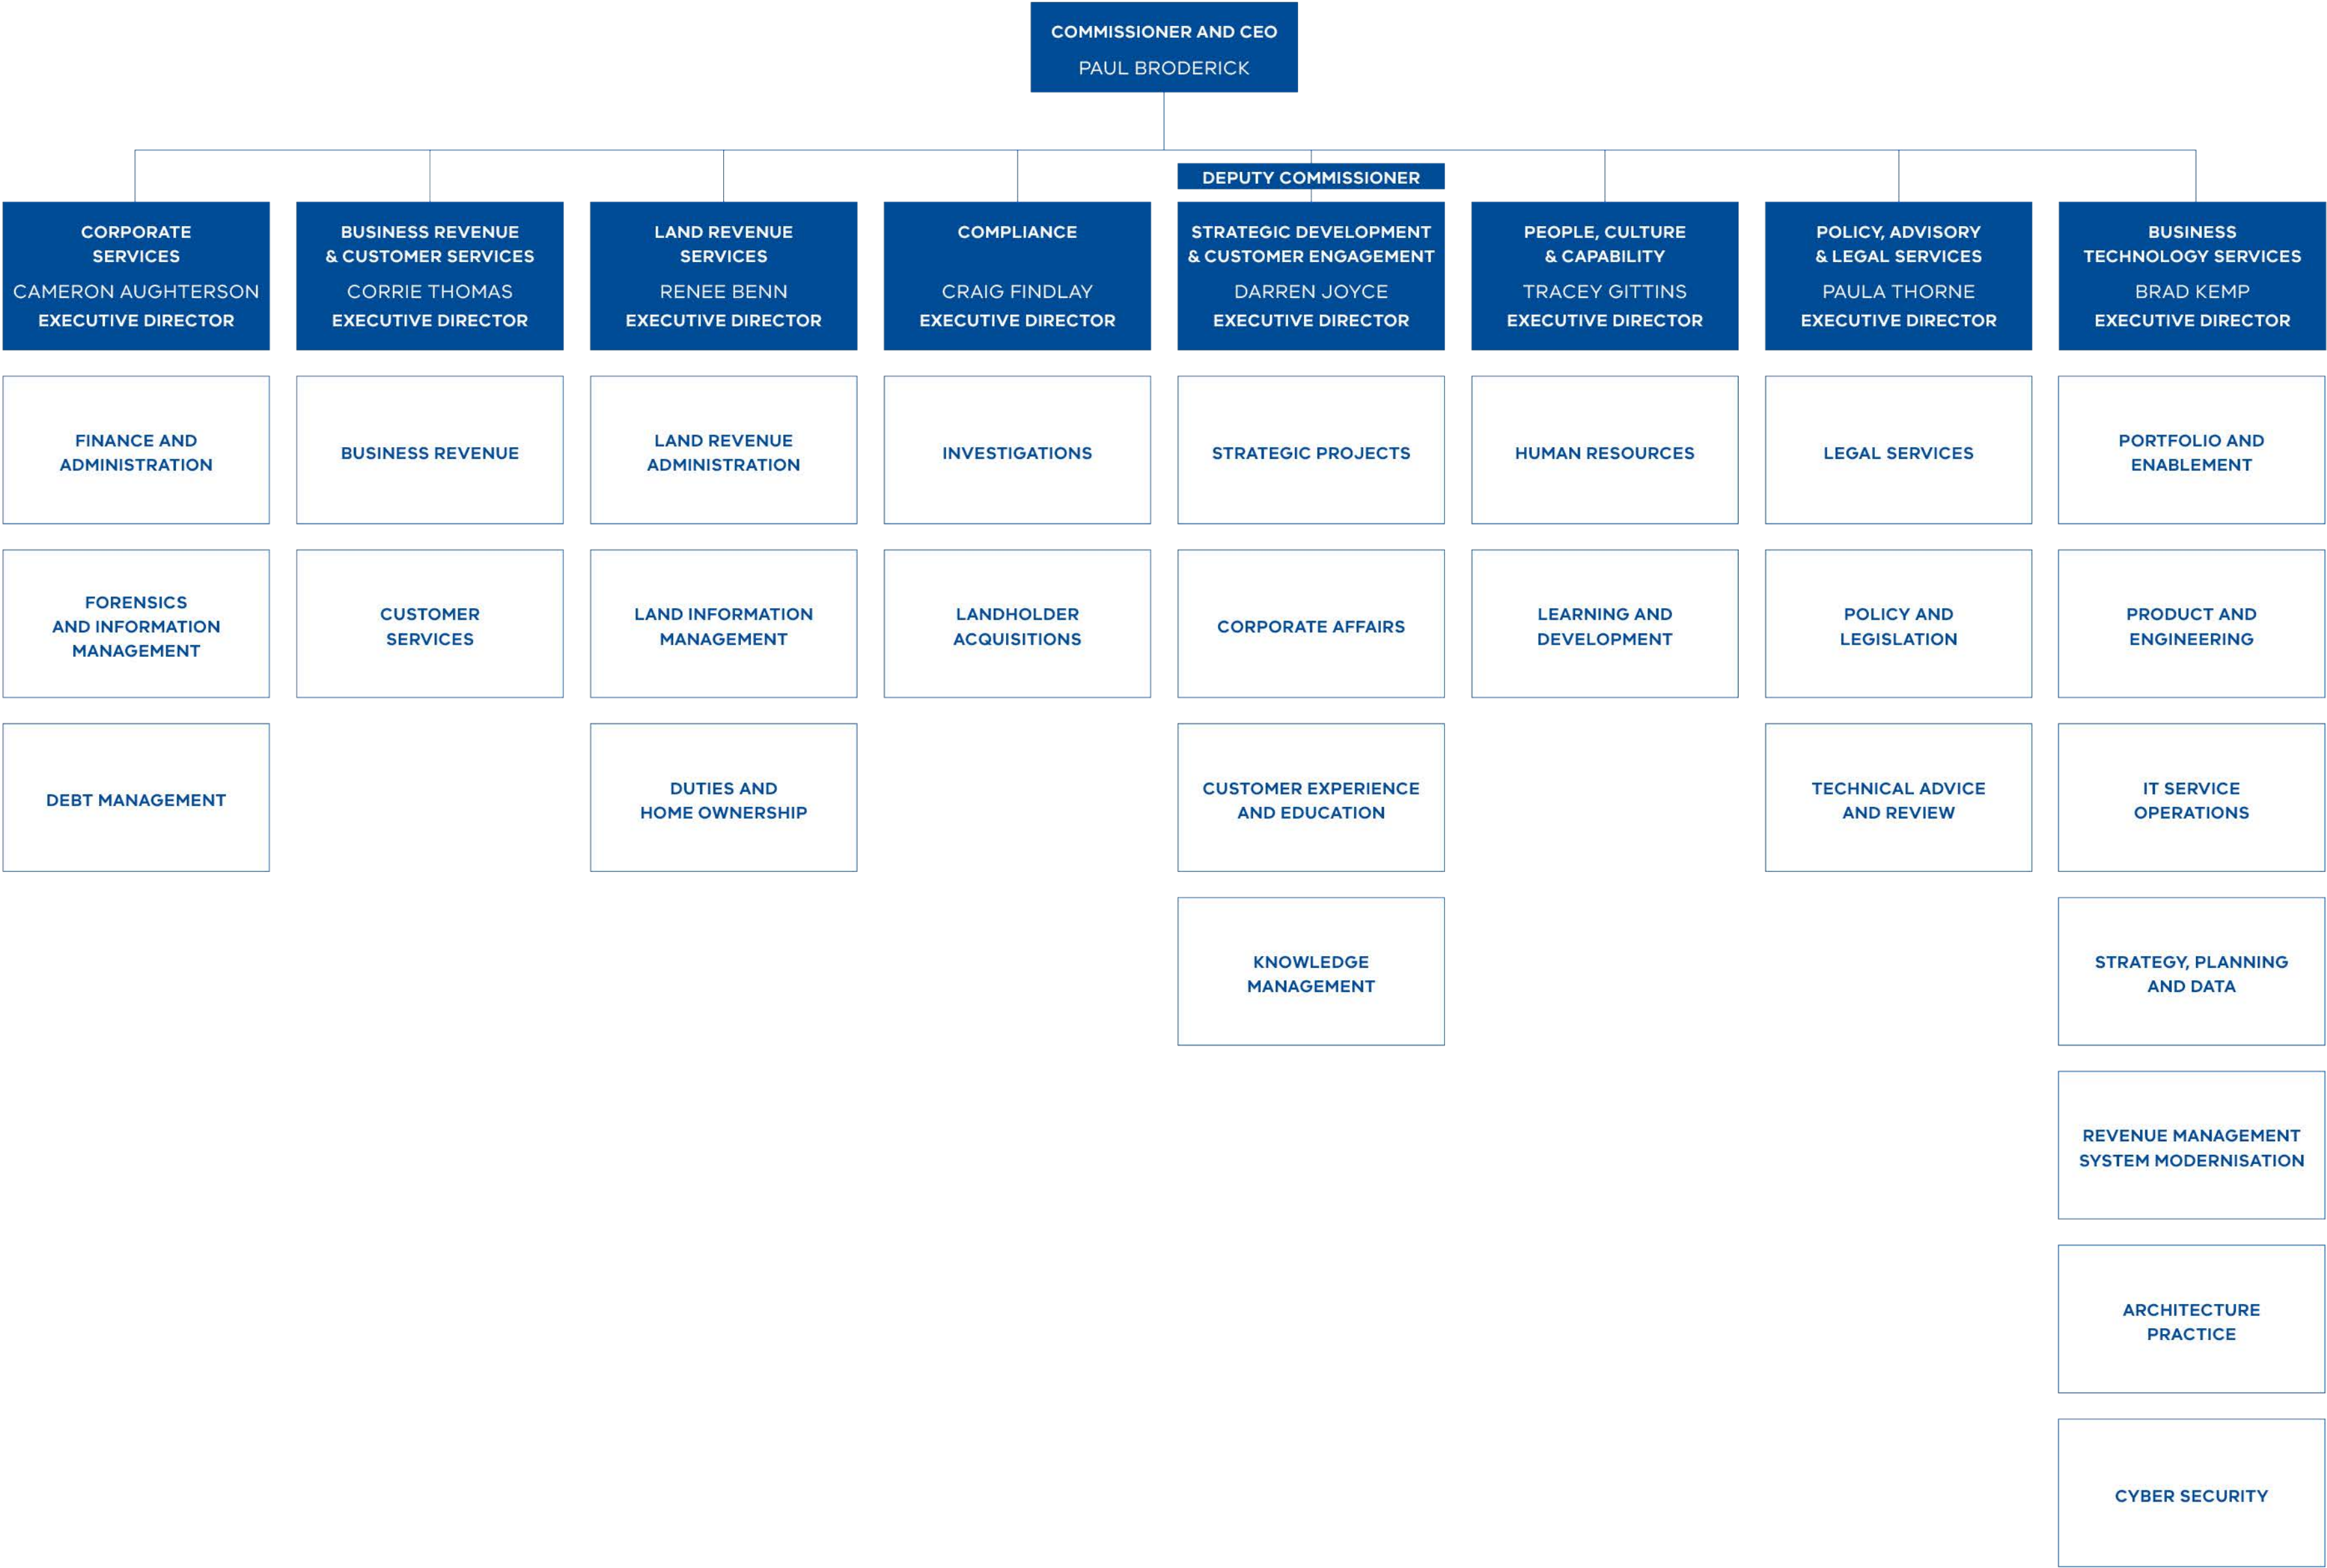 COMMISSIONER AND CEO
PAUL BRODERICK
DEPUTY COMMISSIONER
CORPORATE
SERVICES
CAMERON AUGHTERSON
EXECUTIVE DIRECTOR
BUSINESS REVENUE
& CUSTOMER SERVICES
CORRIE THOMAS
EXECUTIVE DIRECTOR
LAND REVENUE
SERVICES
RENEE BENN
EXECUTIVE DIRECTOR
COMPLIANCE
CRAIG FINDLAY
EXECUTIVE DIRECTOR
STRATEGIC DEVELOPMENT
& CUSTOMER ENGAGEMENT
DARREN JOYCE
EXECUTIVE DIRECTOR
PEOPLE, CULTURE
& CAPABILITY
TRACEY GITTINS
EXECUTIVE DIRECTOR
POLICY, ADVISORY
& LEGAL SERVICES
PAULA THORNE
EXECUTIVE DIRECTOR
BUSINESS
TECHNOLOGY SERVICES
BRAD KEMP
EXECUTIVE DIRECTOR
FINANCE AND
ADMINISTRATION
BUSINESS REVENUE
LAND REVENUE
ADMINISTRATION
INVESTIGATIONS
STRATEGIC PROJECTS
HUMAN RESOURCES
LEGAL SERVICES
PORTFOLIO AND
ENABLEMENT
FORENSICS
AND INFORMATION
MANAGEMENT
CUSTOMER
SERVICES
LAND INFORMATION
MANAGEMENT
LANDHOLDER
ACQUISITIONS
CORPORATE AFFAIRS
LEARNING AND
DEVELOPMENT
POLICY AND
LEGISLATION
PRODUCT AND
ENGINEERING
DEBT MANAGEMENT
DUTIES AND
HOME OWNERSHIP
CUSTOMER EXPERIENCE
AND EDUCATION
TECHNICAL ADVICE
AND REVIEW
IT SERVICE
OPERATIONS
KNOWLEDGE
MANAGEMENT
STRATEGY, PLANNING
AND DATA
REVENUE MANAGEMENT
SYSTEM MODERNISATION
ARCHITECTURE
PRACTICE
CYBER SECURITY